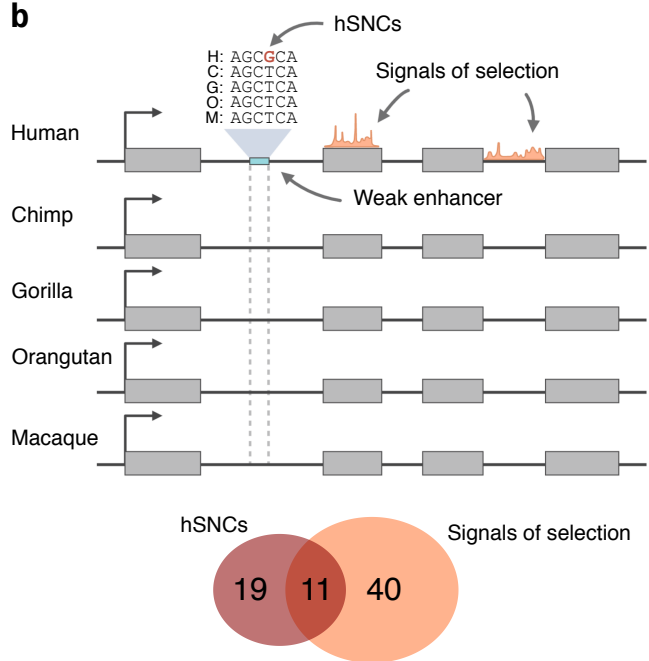 b
hSNCs
H: AGCGCA
C: AGCTCA
G: AGCTCA
O: AGCTCA
M: AGCTCA
Signals of selection
Human
Weak enhancer
Chimp
Gorilla
Orangutan
Macaque
hSNCs
Signals of selection
19 11 40